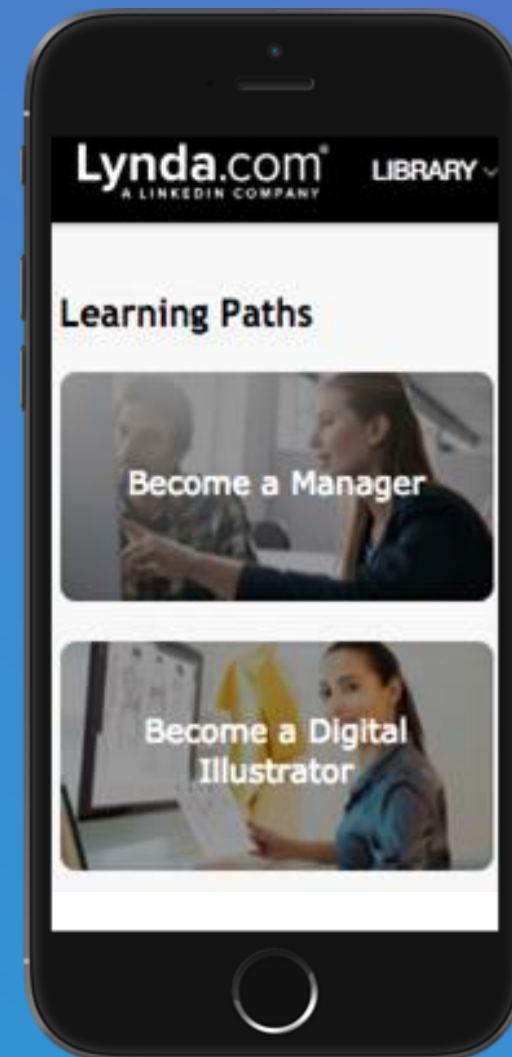 Lynda.com®
A LINKEDIN COMPANY
LIBRARY
Learning Paths
Become a Manager
Become a Digital
Illustrator